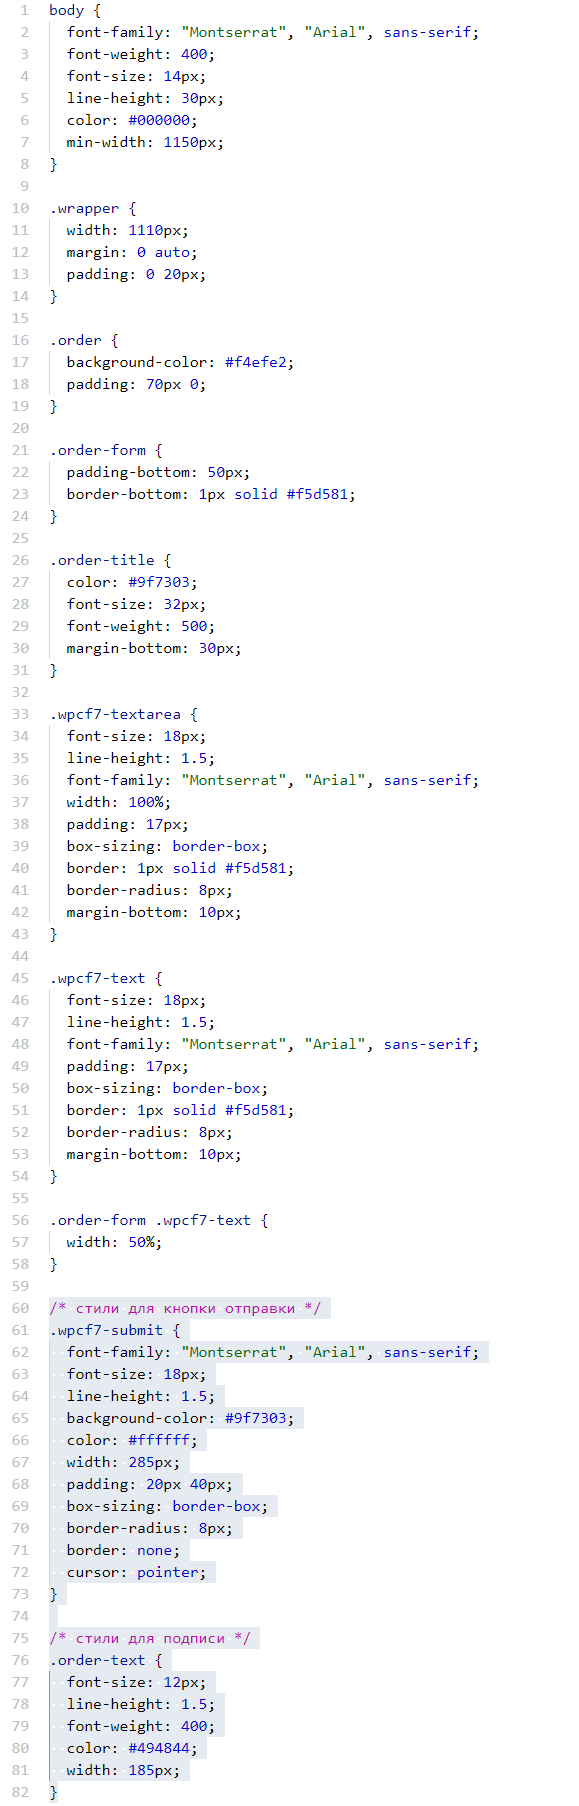 1 body {
2   font-family: "Montserrat", "Arial", sans-serif;
3   font-weight: 400;
4   font-size: 14px;
5   line-height: 30px;
6   color: #000000;
7   min-width: 1150px;
8 }
9
10 .wrapper {
11   width: 1110px;
12   margin: 0 auto;
13   padding: 0 20px;
14 }
15
16 .order {
17   background-color: #f4efe2;
18   padding: 70px 0;
19 }
20
21 .order-form {
22   padding-bottom: 50px;
23   border-bottom: 1px solid #f5d581;
24 }
25
26 .order-title {
27   color: #9f7303;
28   font-size: 32px;
29   font-weight: 500;
30   margin-bottom: 30px;
31 }
32
33 .wpcf7-textarea {
34   font-size: 18px;
35   line-height: 1.5;
36   font-family: "Montserrat", "Arial", sans-serif;
37   width: 100%;
38   padding: 17px;
39   box-sizing: border-box;
40   border: 1px solid #f5d581;
41   border-radius: 8px;
42   margin-bottom: 10px;
43 }
44
45 .wpcf7-text {
46   font-size: 18px;
47   line-height: 1.5;
48   font-family: "Montserrat", "Arial", sans-serif;
49   padding: 17px;
50   box-sizing: border-box;
51   border: 1px solid #f5d581;
52   border-radius: 8px;
53   margin-bottom: 10px;
54 }
55
56 .order-form .wpcf7-text {
57   width: 50%;
58 }
59
60 /* стили для кнопки отправки */
61 .wpcf7-submit {
62   font-family: "Montserrat", "Arial", sans-serif;
63   font-size: 18px;
64   line-height: 1.5;
65   background-color: #9f7303;
66   color: #ffffff;
67   width: 285px;
68   padding: 20px 40px;
69   box-sizing: border-box;
70   border-radius: 8px;
71   border: none;
72   cursor: pointer;
73 }
74
75 /* стили для подписи */
76 .order-text {
77   font-size: 12px;
78   line-height: 1.5;
79   font-weight: 400;
80   color: #494844;
81   width: 185px;
82 }